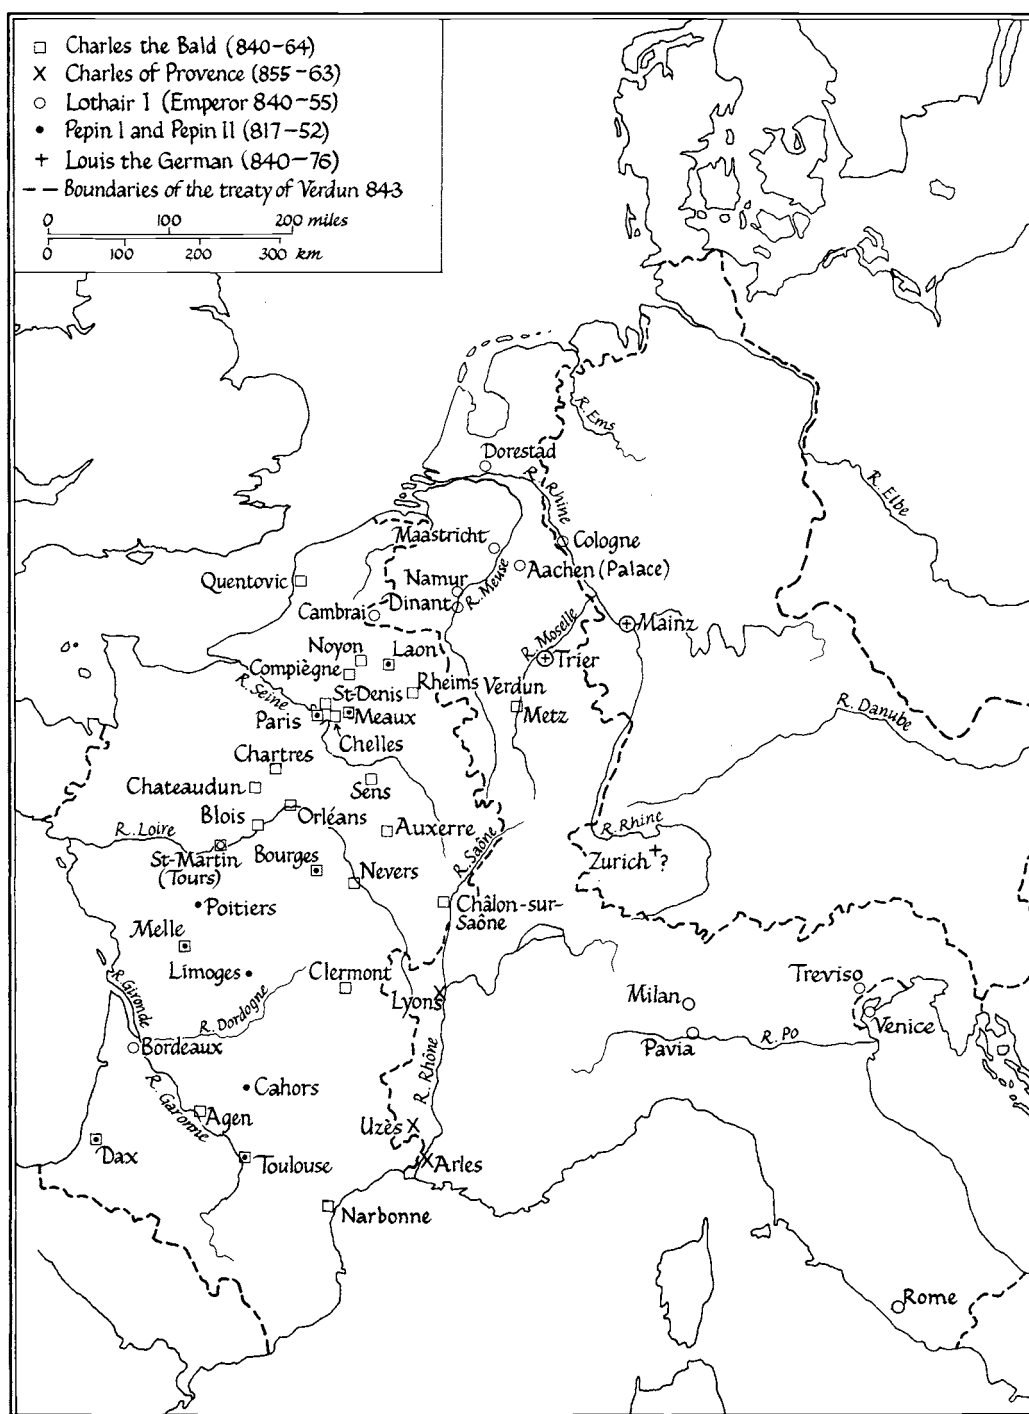 Charles the Bald (840-64)
Charles of Provence (855-63)
Lothair I (Emperor 840-55)
Pepin I and Pepin II (817-52)
Louis the German (840-76)
Boundaries of the treaty of Verdun 843
0 100 200 miles
0 100 200 300 km
R. Ems
Dorestad
R. Rhine
R. Elbe
Maastricht
Cologne
Aachen (Palace)
Quentovic
Namur
R. Meuse
Dinant
Cambrai
Mainz
R. Moselle
Noyon
Laon
Trier
Compiègne
R. Seine
St-Denis
Rheims
Verdun
Paris
Meaux
Metz
R. Danube
Chelles
Chartres
Chateaudun
Sens
Blois
Orléans
Auxerre
R. Loire
R. Rhine
St-Martin
(Tours)
Bourges
Nevers
R. Saône
Zurich ?
Poitiers
Châlon-sur-
Saône
Melle
Limoges
Clermont
Lyons
Treviso
R. Gironde
R. Dordogne
Milan
Venice
Bordeaux
Pavia
R. Po
R. Rhône
Cahors
R. Garonne
Agen
Uzès
Dax
Toulouse
Arles
Narbonne
Rome